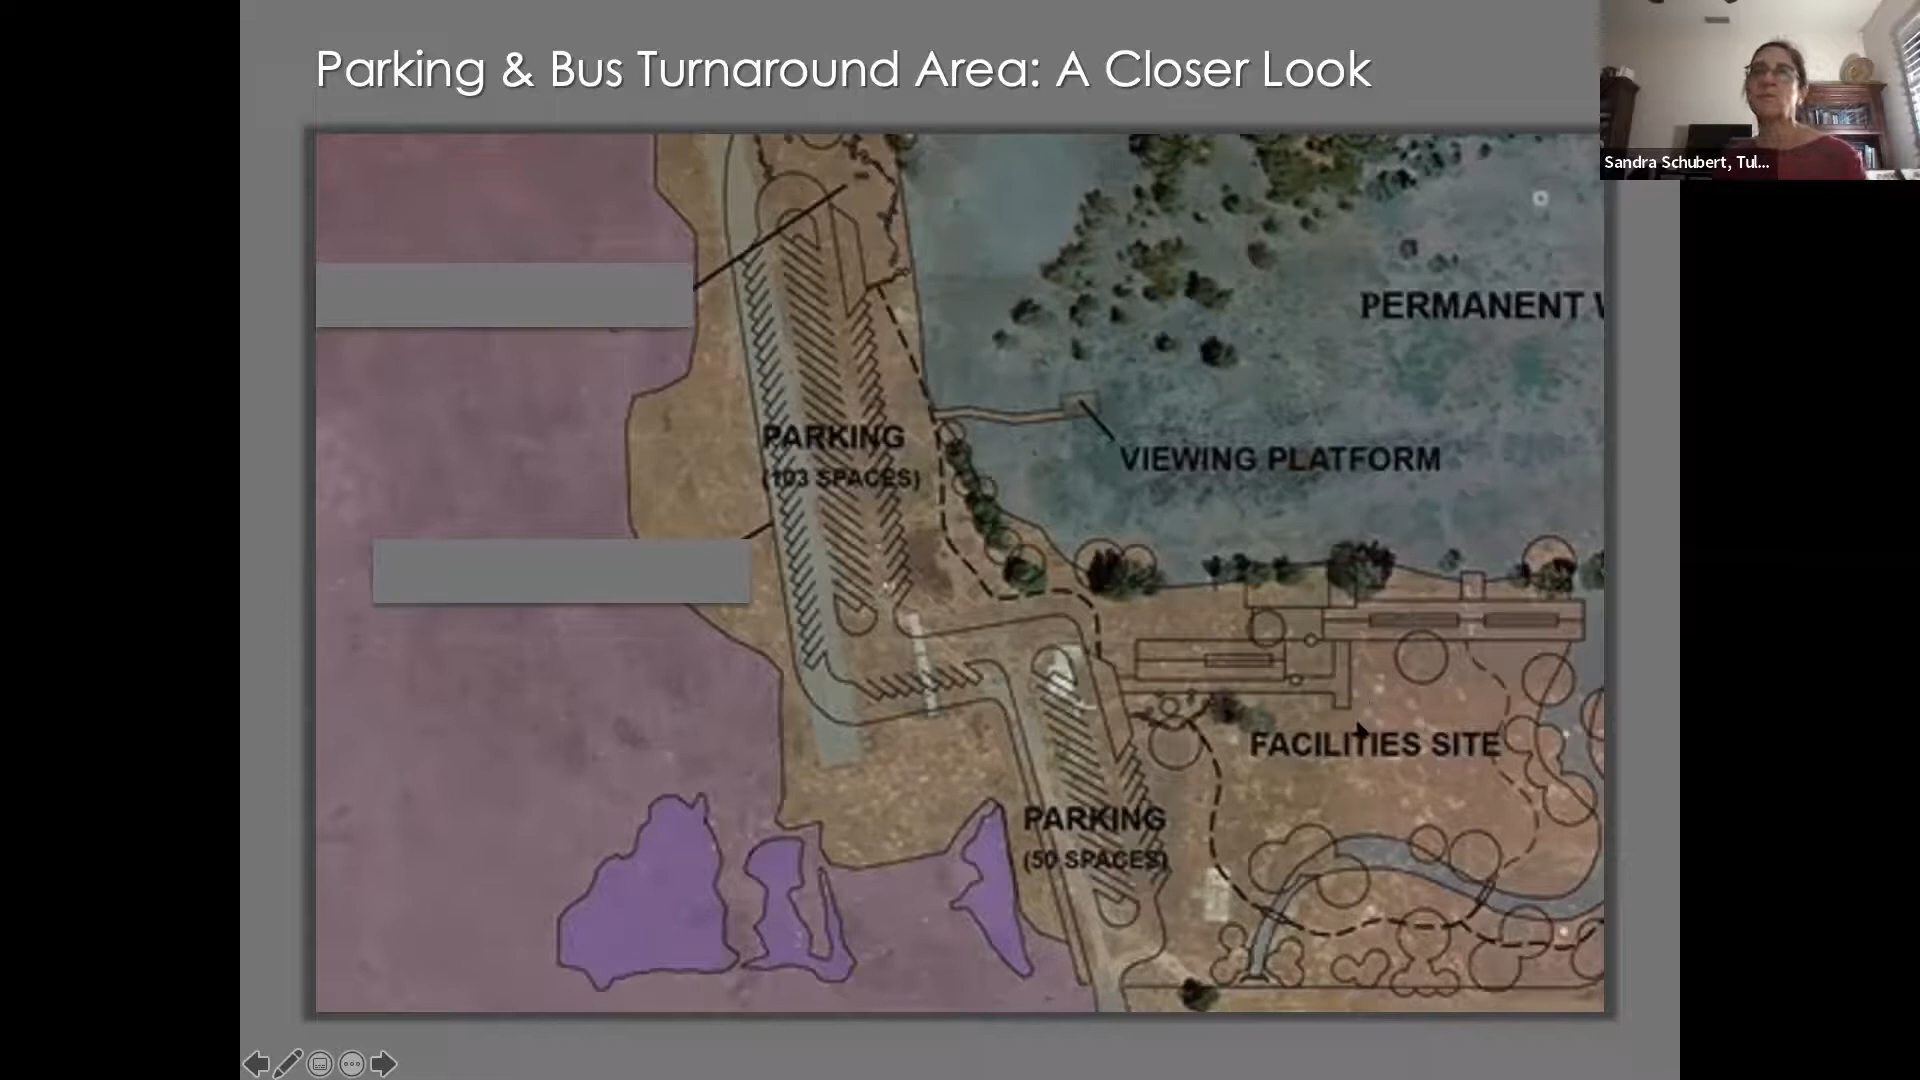 Parking & Bus Turnaround Area: A Closer Look
Sandra Schubert, Tul...
PERMANENT
VIEWING PLATFORM
PARKING
(103 SPACES)
FACILITIES SITE
PARKING
(50 SPACES)